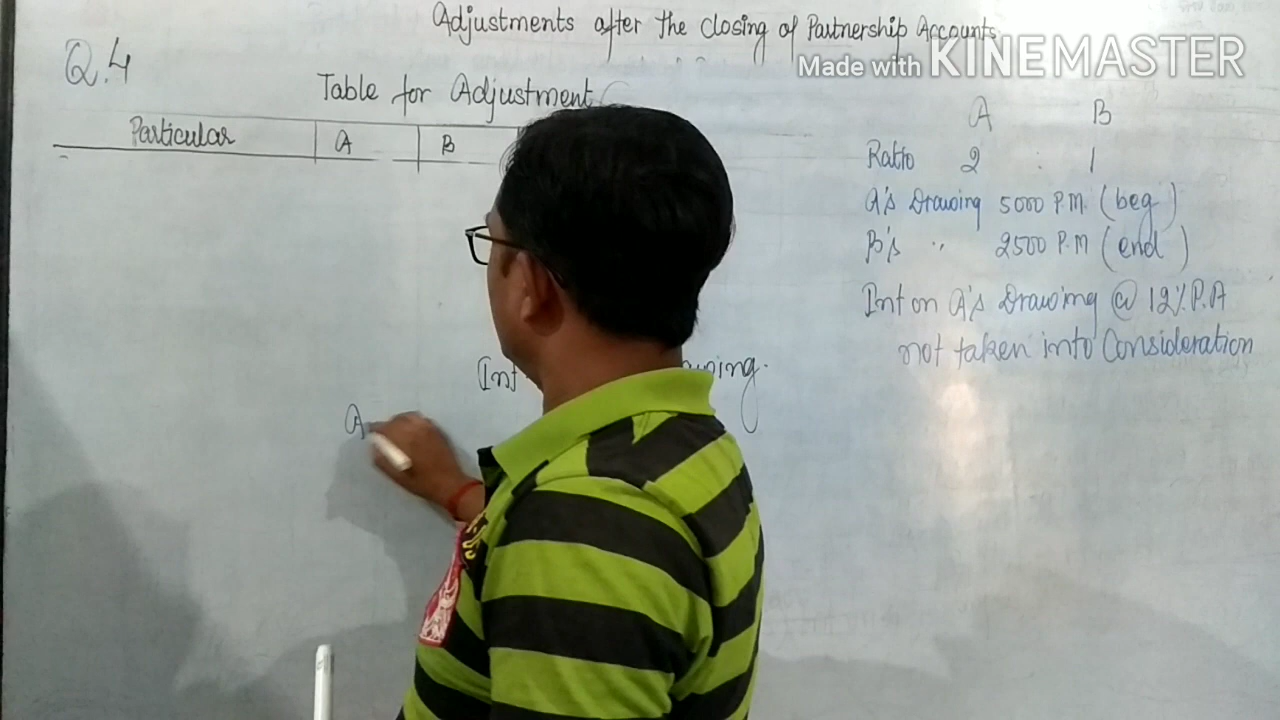 Adjustments after the closing of Partnership Accounts
Made with KINEMASTER
Q.4
Table for Adjustment
Particular A B
A B
Ratio 2 : 1
A's Drawing 5000 P.M. (beg)
B's " 2500 P.M (end)
Int on A's Drawing @ 12%.P.A
not taken into Consideration
Int
A